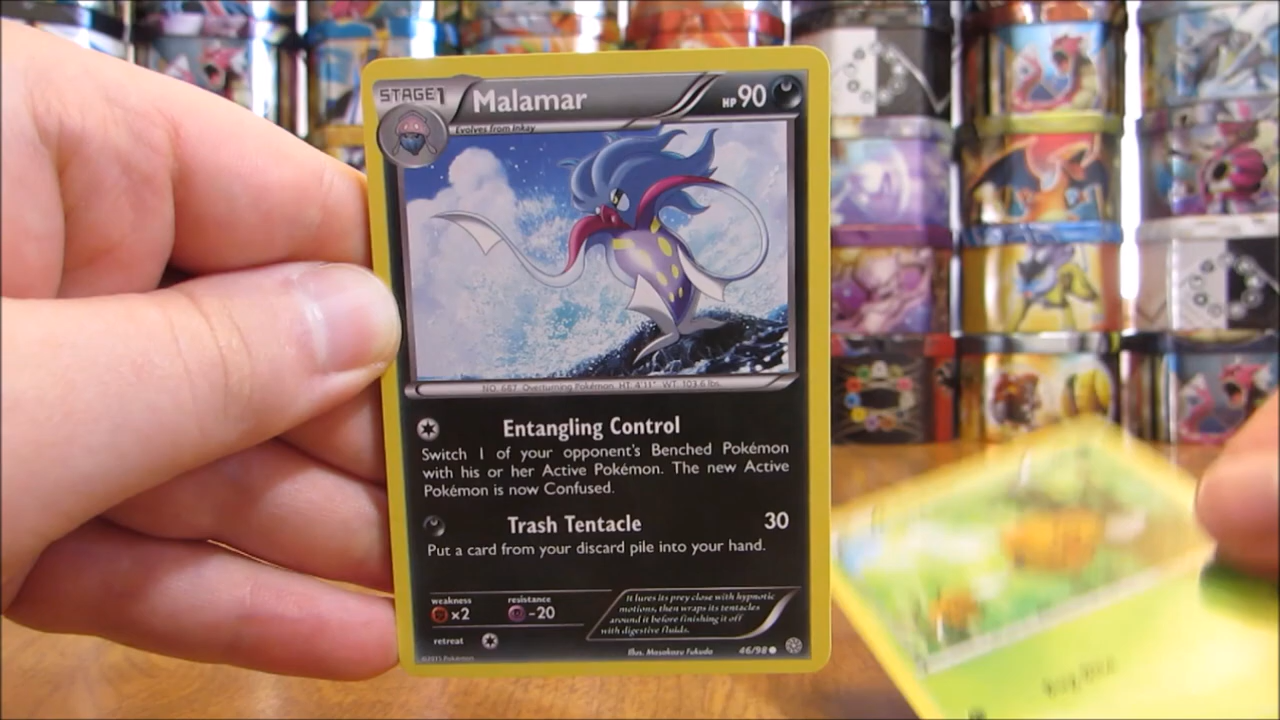 STAGE1 Malamar HP 90
Evolves from Inkay
NO. 687 Overturning Pokémon HT: 4'11" WT: 103.6 lbs.
Entangling Control
Switch 1 of your opponent's Benched Pokémon
with his or her Active Pokémon. The new Active
Pokémon is now Confused.
Trash Tentacle 30
Put a card from your discard pile into your hand.
weakness resistance
×2 -20
retreat
It lures its prey close with hypnotic
motions, then wraps its tentacles
around it before finishing it off
with digestive fluids.
Illus. Masakazu Fukuda 46/98
©2015 Pokémon